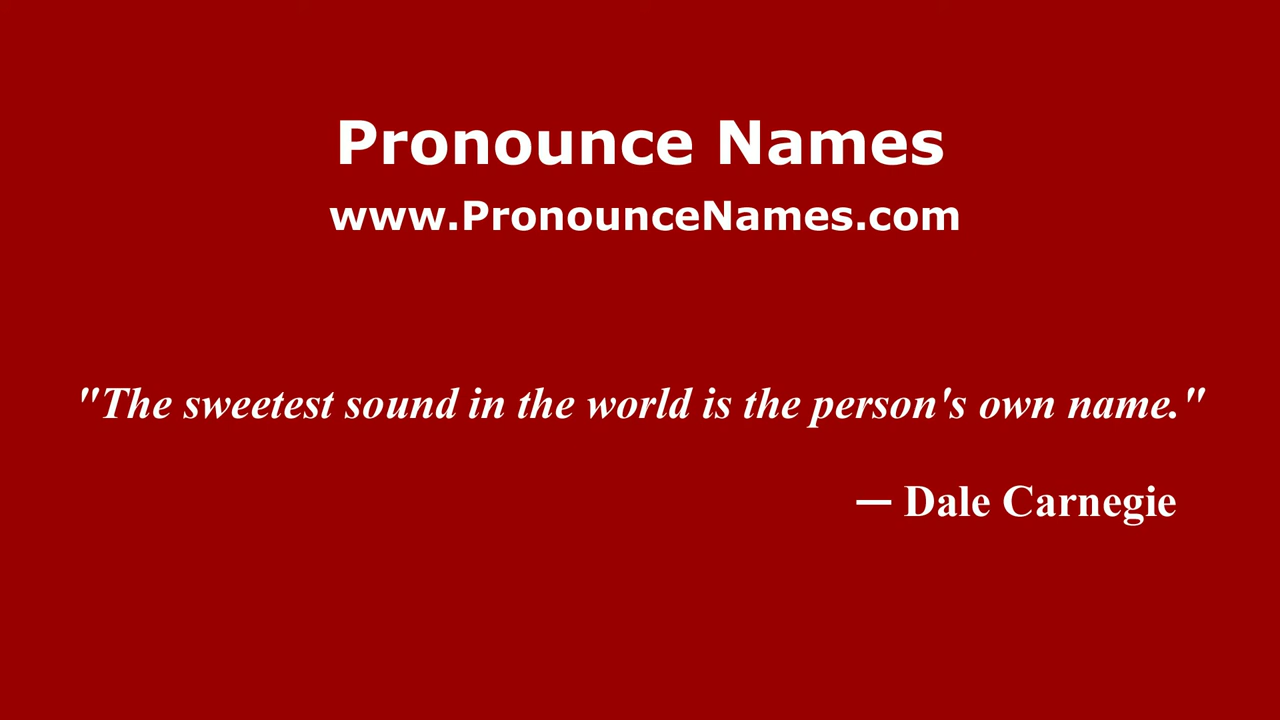 Pronounce Names
www.PronounceNames.com
"The sweetest sound in the world is the person's own name."
— Dale Carnegie